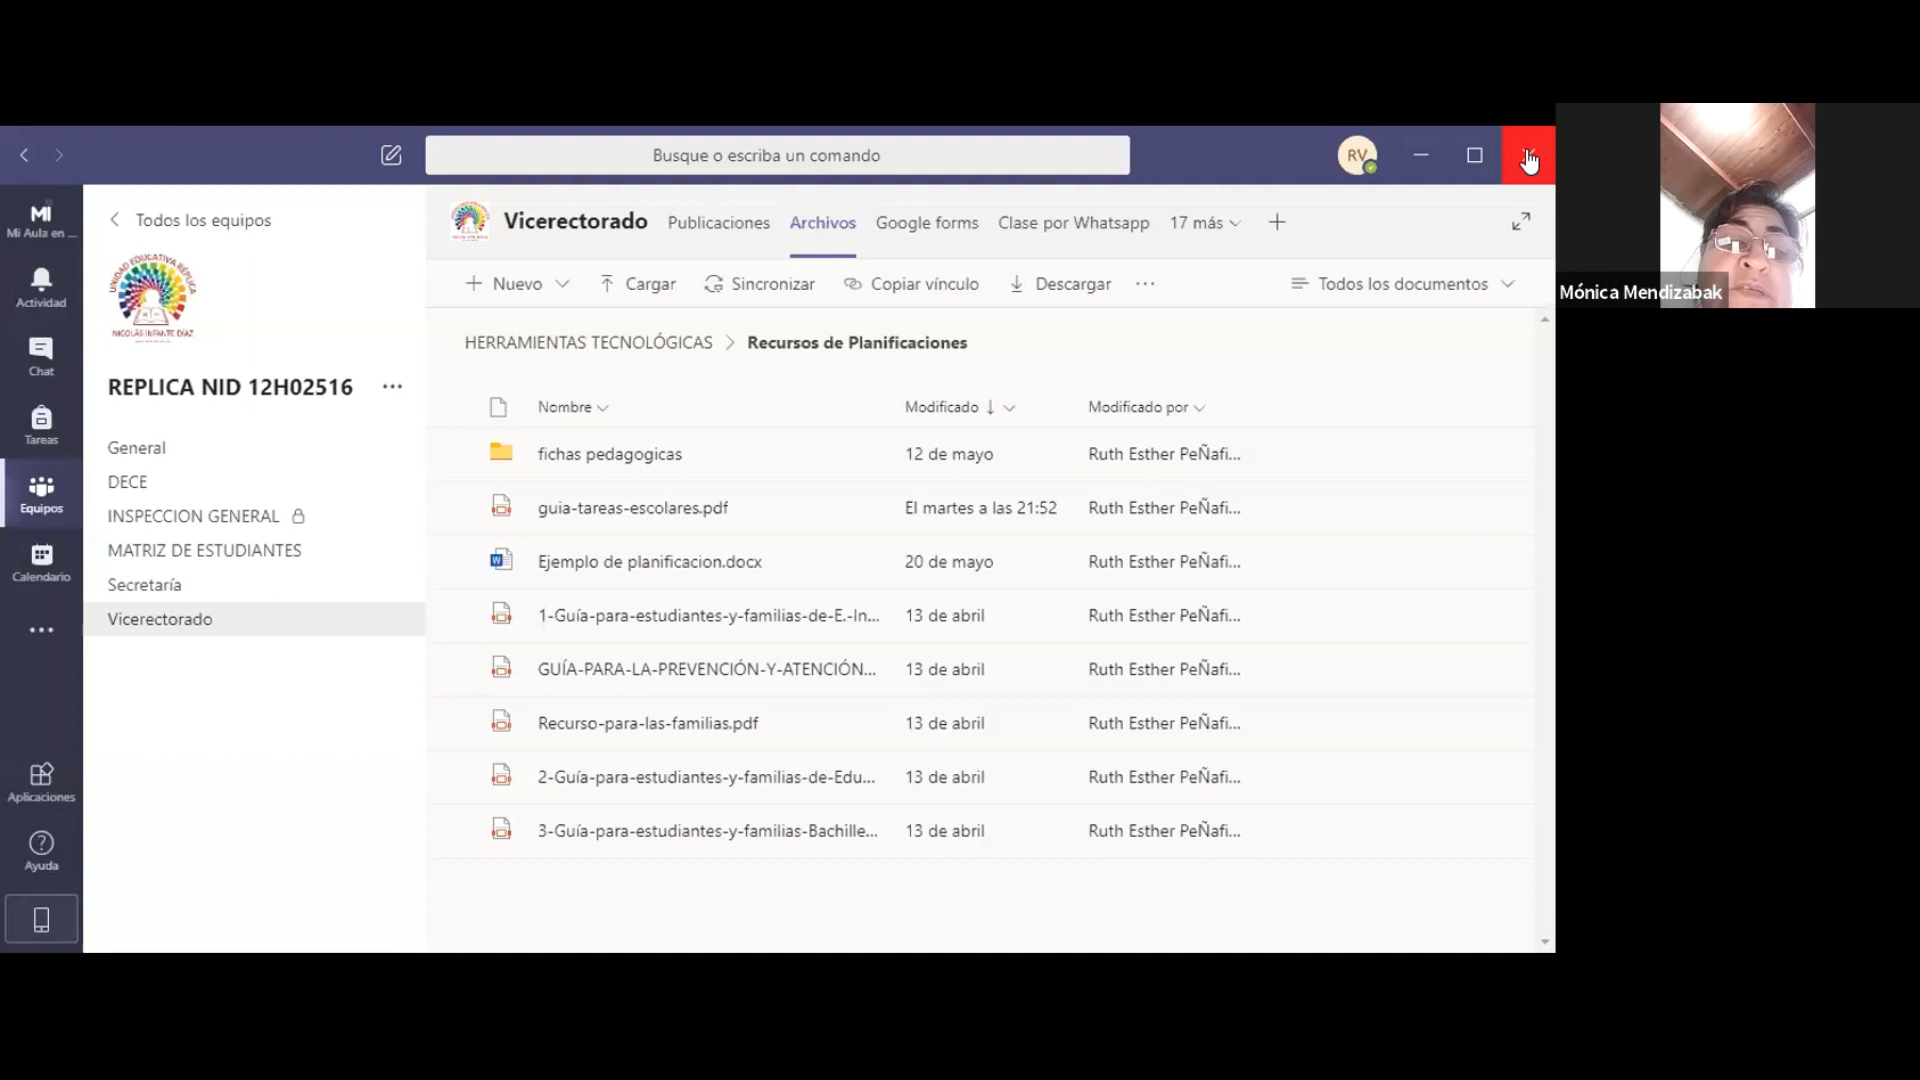 Busque o escriba un comando
RV
Mi Aula en ...
Actividad
Chat
Tareas
Equipos
Calendario
Aplicaciones
Ayuda
Todos los equipos
UNIDAD EDUCATIVA RÉPLICA
NICOLÁS INFANTE DÍAZ
REPLICA NID 12H02516
General
DECE
INSPECCION GENERAL
MATRIZ DE ESTUDIANTES
Secretaría
Vicerectorado
Vicerectorado Publicaciones Archivos Google forms Clase por Whatsapp 17 más
Nuevo Cargar Sincronizar Copiar vínculo Descargar ... Todos los documentos
HERRAMIENTAS TECNOLÓGICAS > Recursos de Planificaciones
Nombre Modificado Modificado por
fichas pedagogicas 12 de mayo Ruth Esther PeÑafi...
guia-tareas-escolares.pdf El martes a las 21:52 Ruth Esther PeÑafi...
Ejemplo de planificacion.docx 20 de mayo Ruth Esther PeÑafi...
1-Guía-para-estudiantes-y-familias-de-E.-In... 13 de abril Ruth Esther PeÑafi...
GUÍA-PARA-LA-PREVENCIÓN-Y-ATENCIÓN... 13 de abril Ruth Esther PeÑafi...
Recurso-para-las-familias.pdf 13 de abril Ruth Esther PeÑafi...
2-Guía-para-estudiantes-y-familias-de-Edu... 13 de abril Ruth Esther PeÑafi...
3-Guía-para-estudiantes-y-familias-Bachille... 13 de abril Ruth Esther PeÑafi...
Mónica Mendizabak